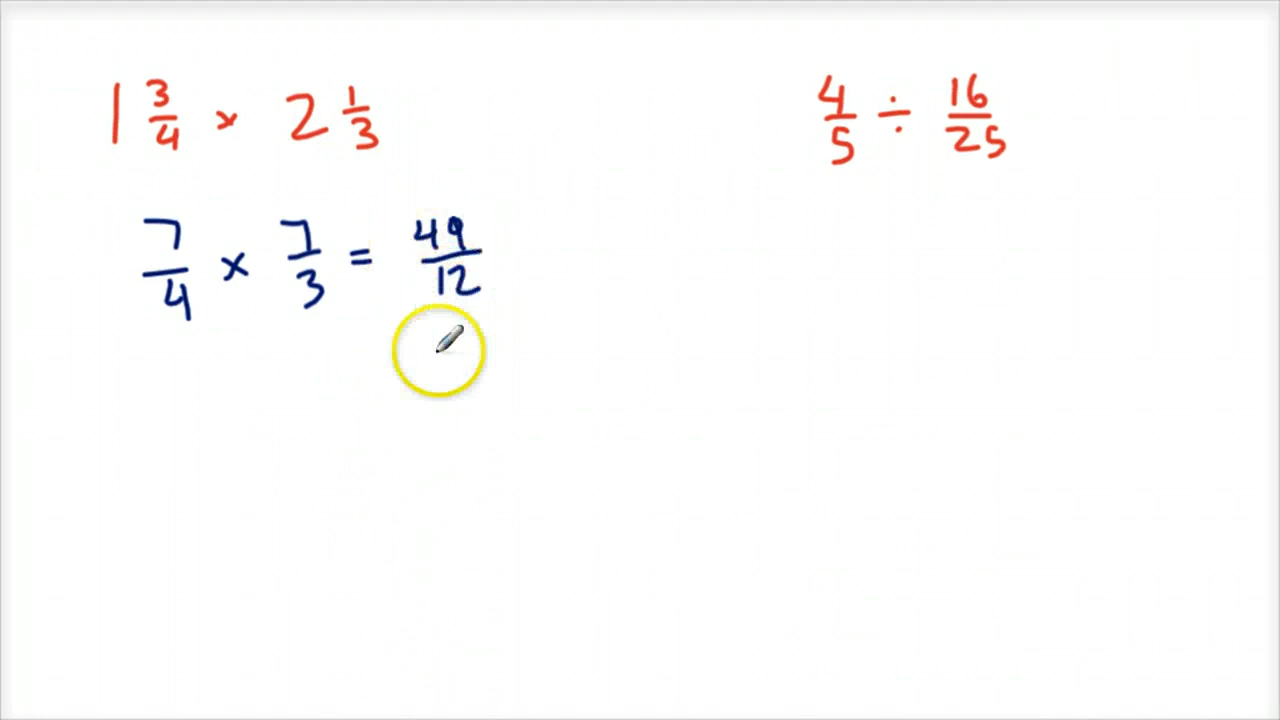 1 3/4 × 2 1/3
7/4 × 7/3 = 49/12
4/5 ÷ 16/25